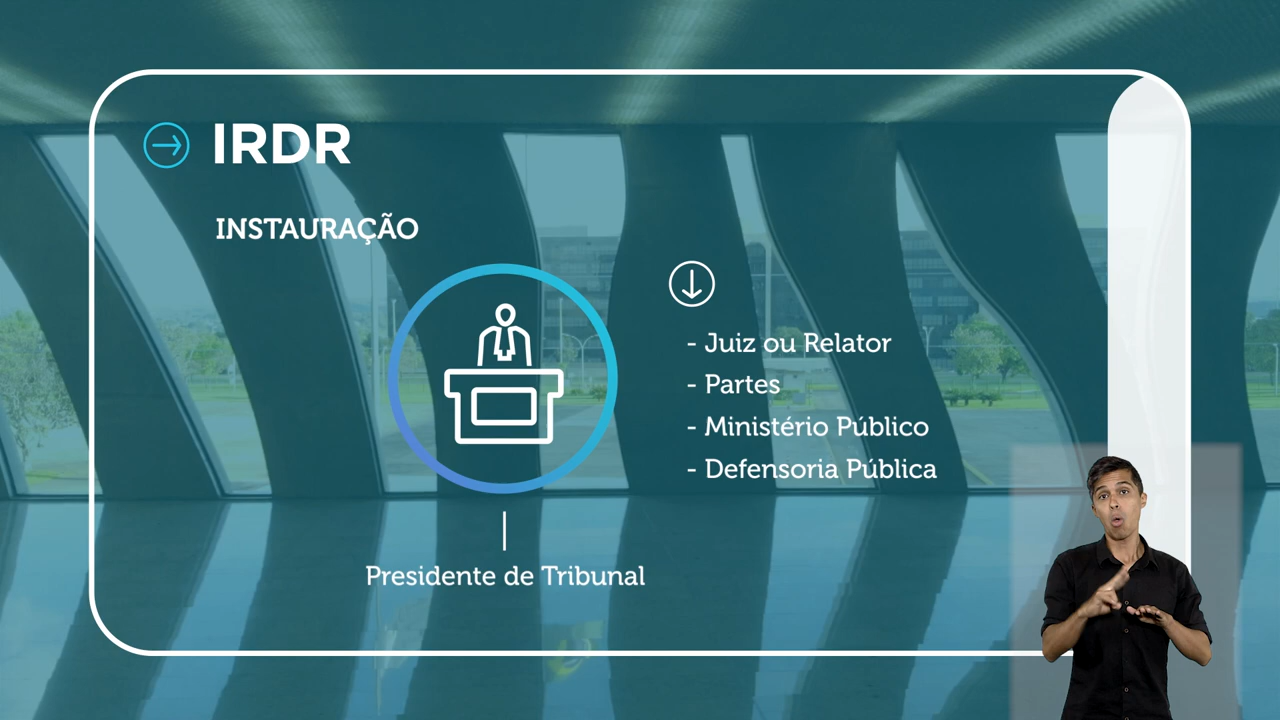 IRDR
INSTAURAÇÃO
- Juiz ou Relator
- Partes
- Ministério Público
- Defensoria Pública
Presidente de Tribunal